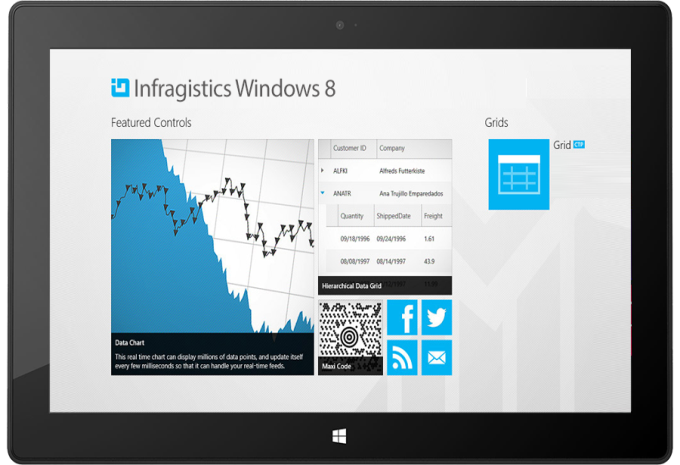 Infragistics Windows 8
Featured Controls
Grids
Customer ID Company
ALFKI Alfreds Futterkiste
ANATR Ana Trujillo Emparedados
Quantity ShippedDate Freight
09/18/1996 09/24/1996 1.61
08/08/1997 08/14/1997 43.9
Hierarchical Data Grid
Data Chart
This real time chart can display millions of data points, and update itself
every few milliseconds so that it can handle your real-time feeds.
Maxi Code
f
Grid CTP